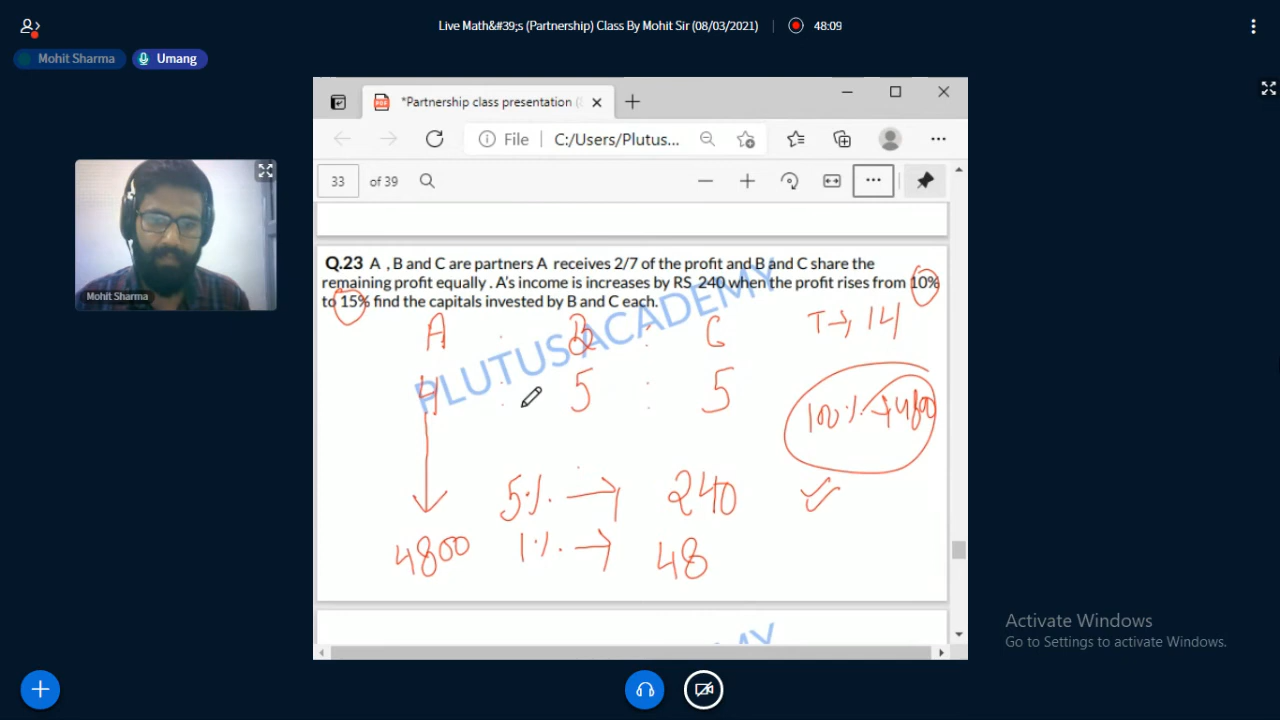 Live Math&#39;s (Partnership) Class By Mohit Sir (08/03/2021) | 48:09
Mohit Sharma Umang
*Partnership class presentation (
File C:/Users/Plutus...
33 of 39
Q.23 A , B and C are partners A receives 2/7 of the profit and B and C share the
remaining profit equally . A's income is increases by RS 240 when the profit rises from 10%
to 15% find the capitals invested by B and C each.
PLUTUS ACADEMY
A : B : C T→ 14
4 : 5 : 5
100% → 4800
5% → 240
4800 1% → 48
MY
Mohit Sharma
Activate Windows
Go to Settings to activate Windows.